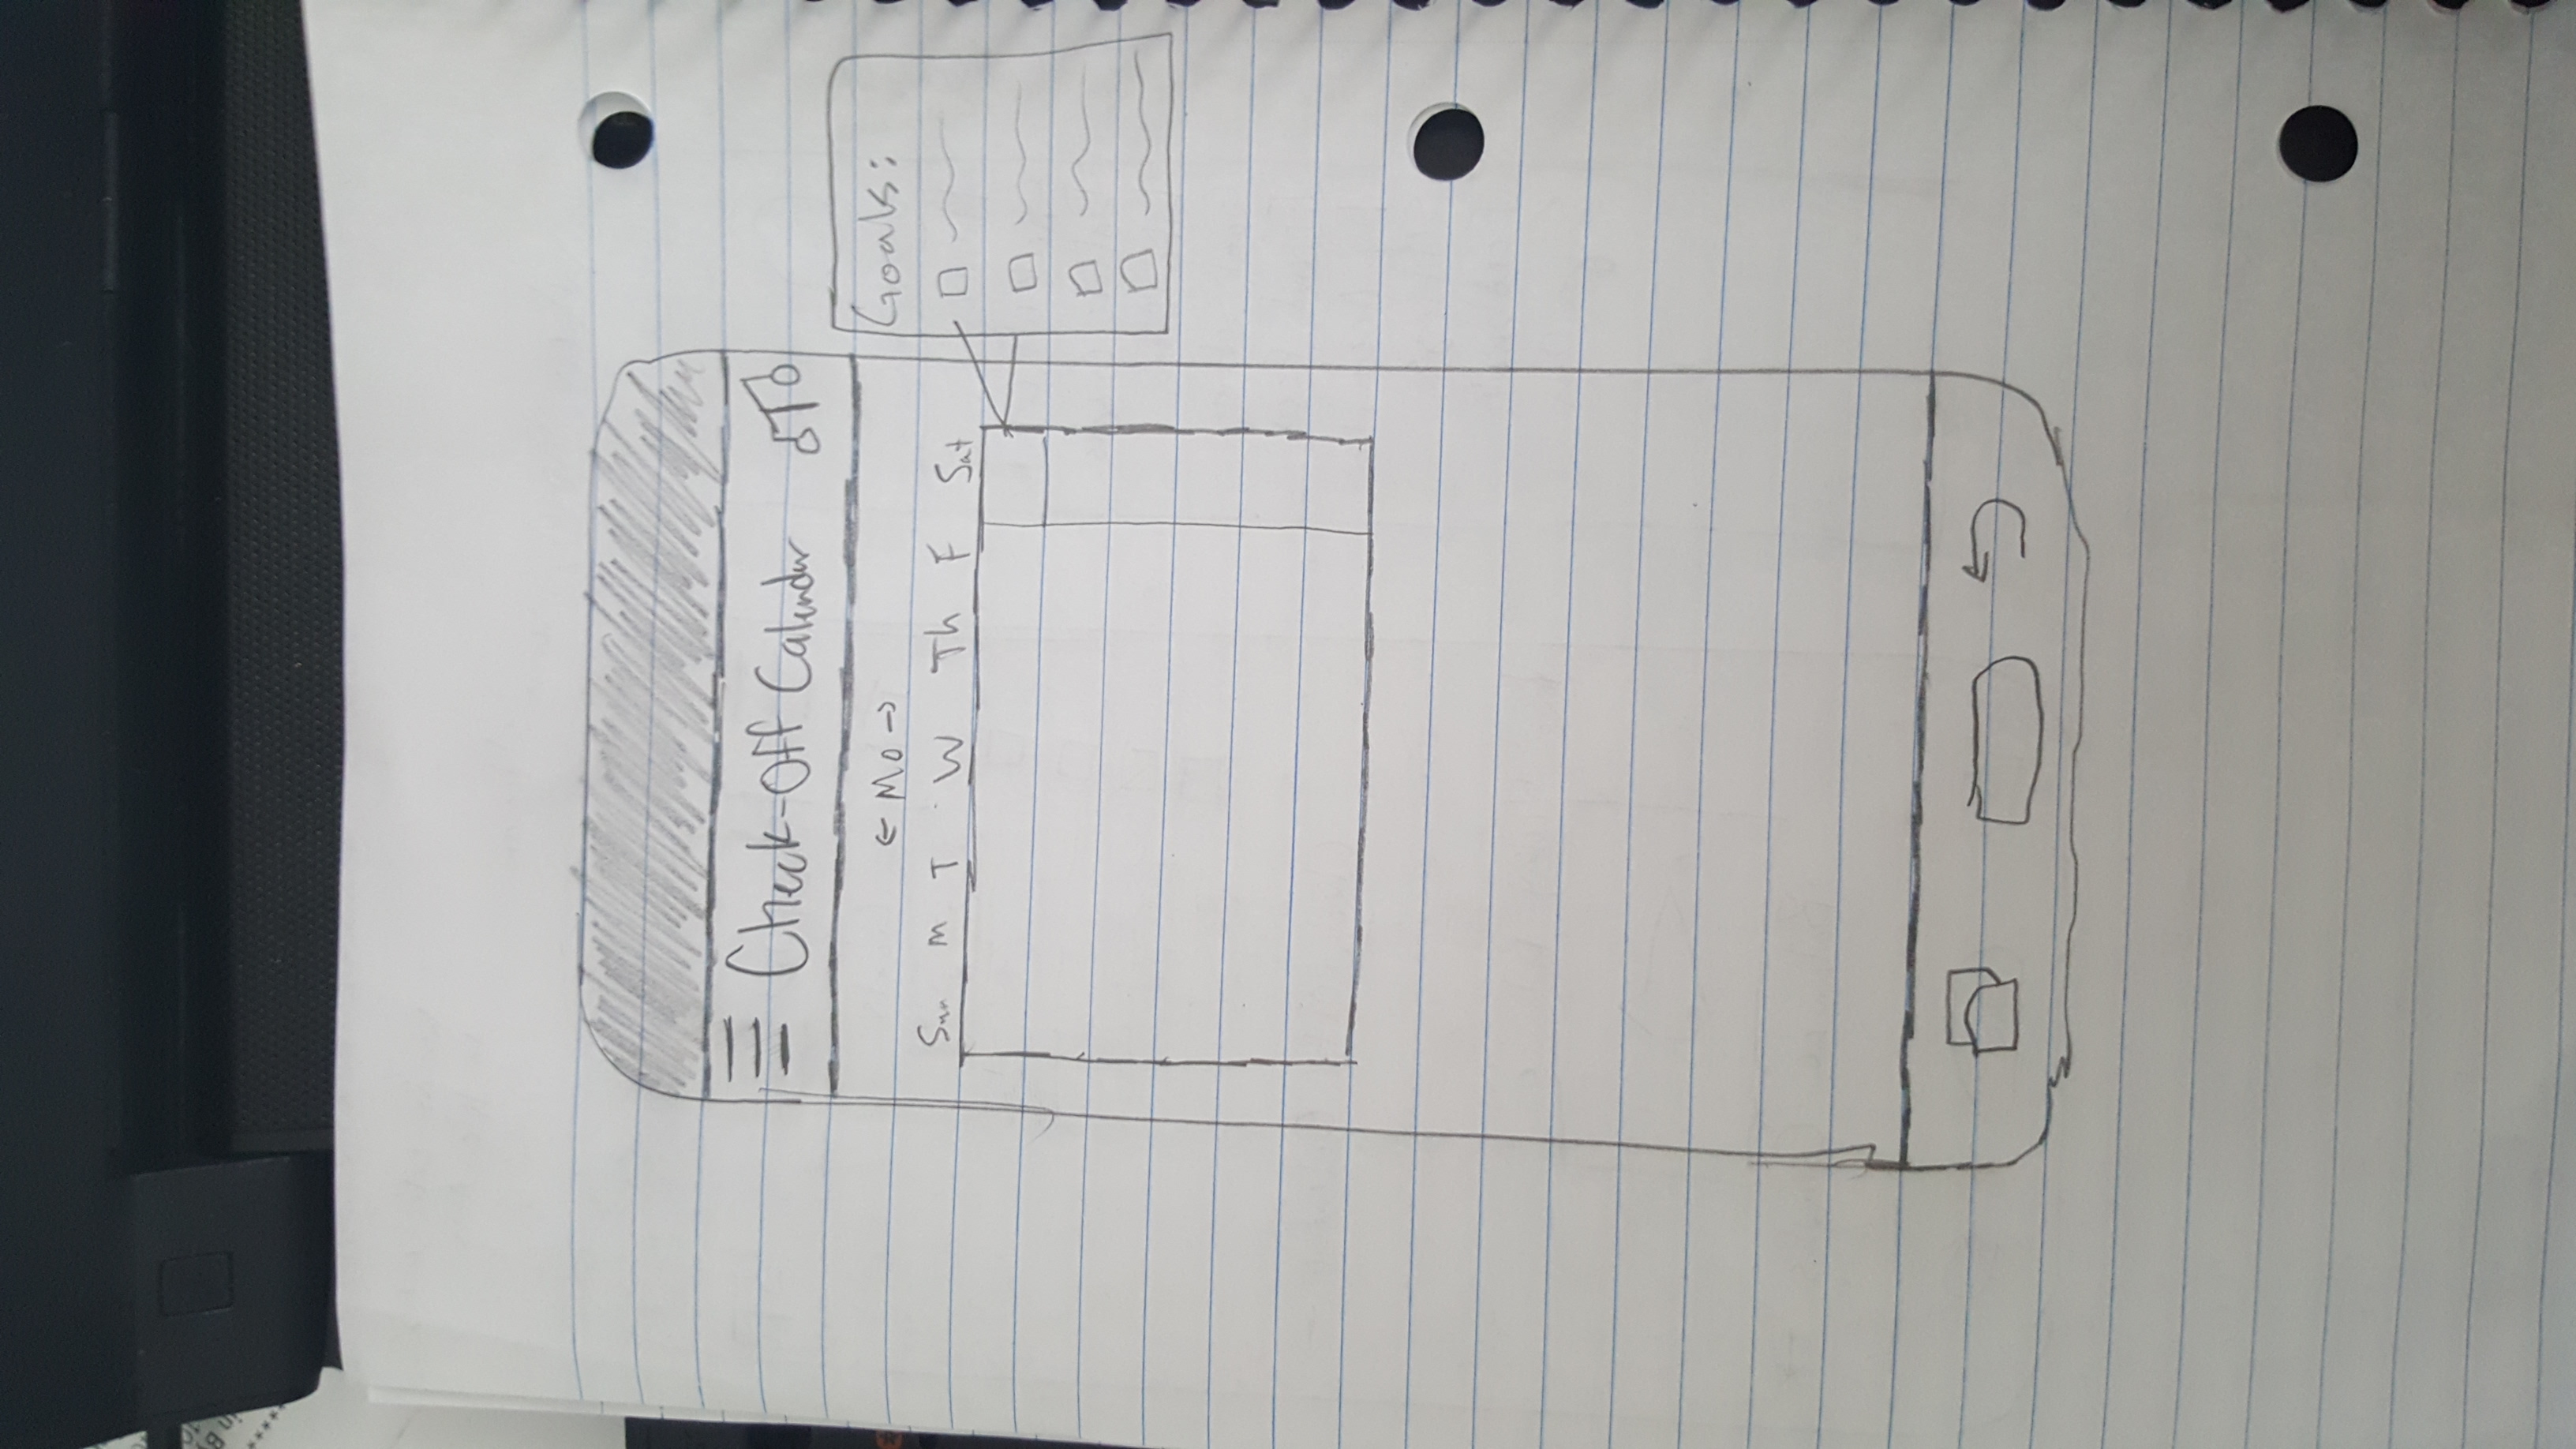 Check-Off Calendar
← Mo →
Sun M T W Th F Sat
Goals: